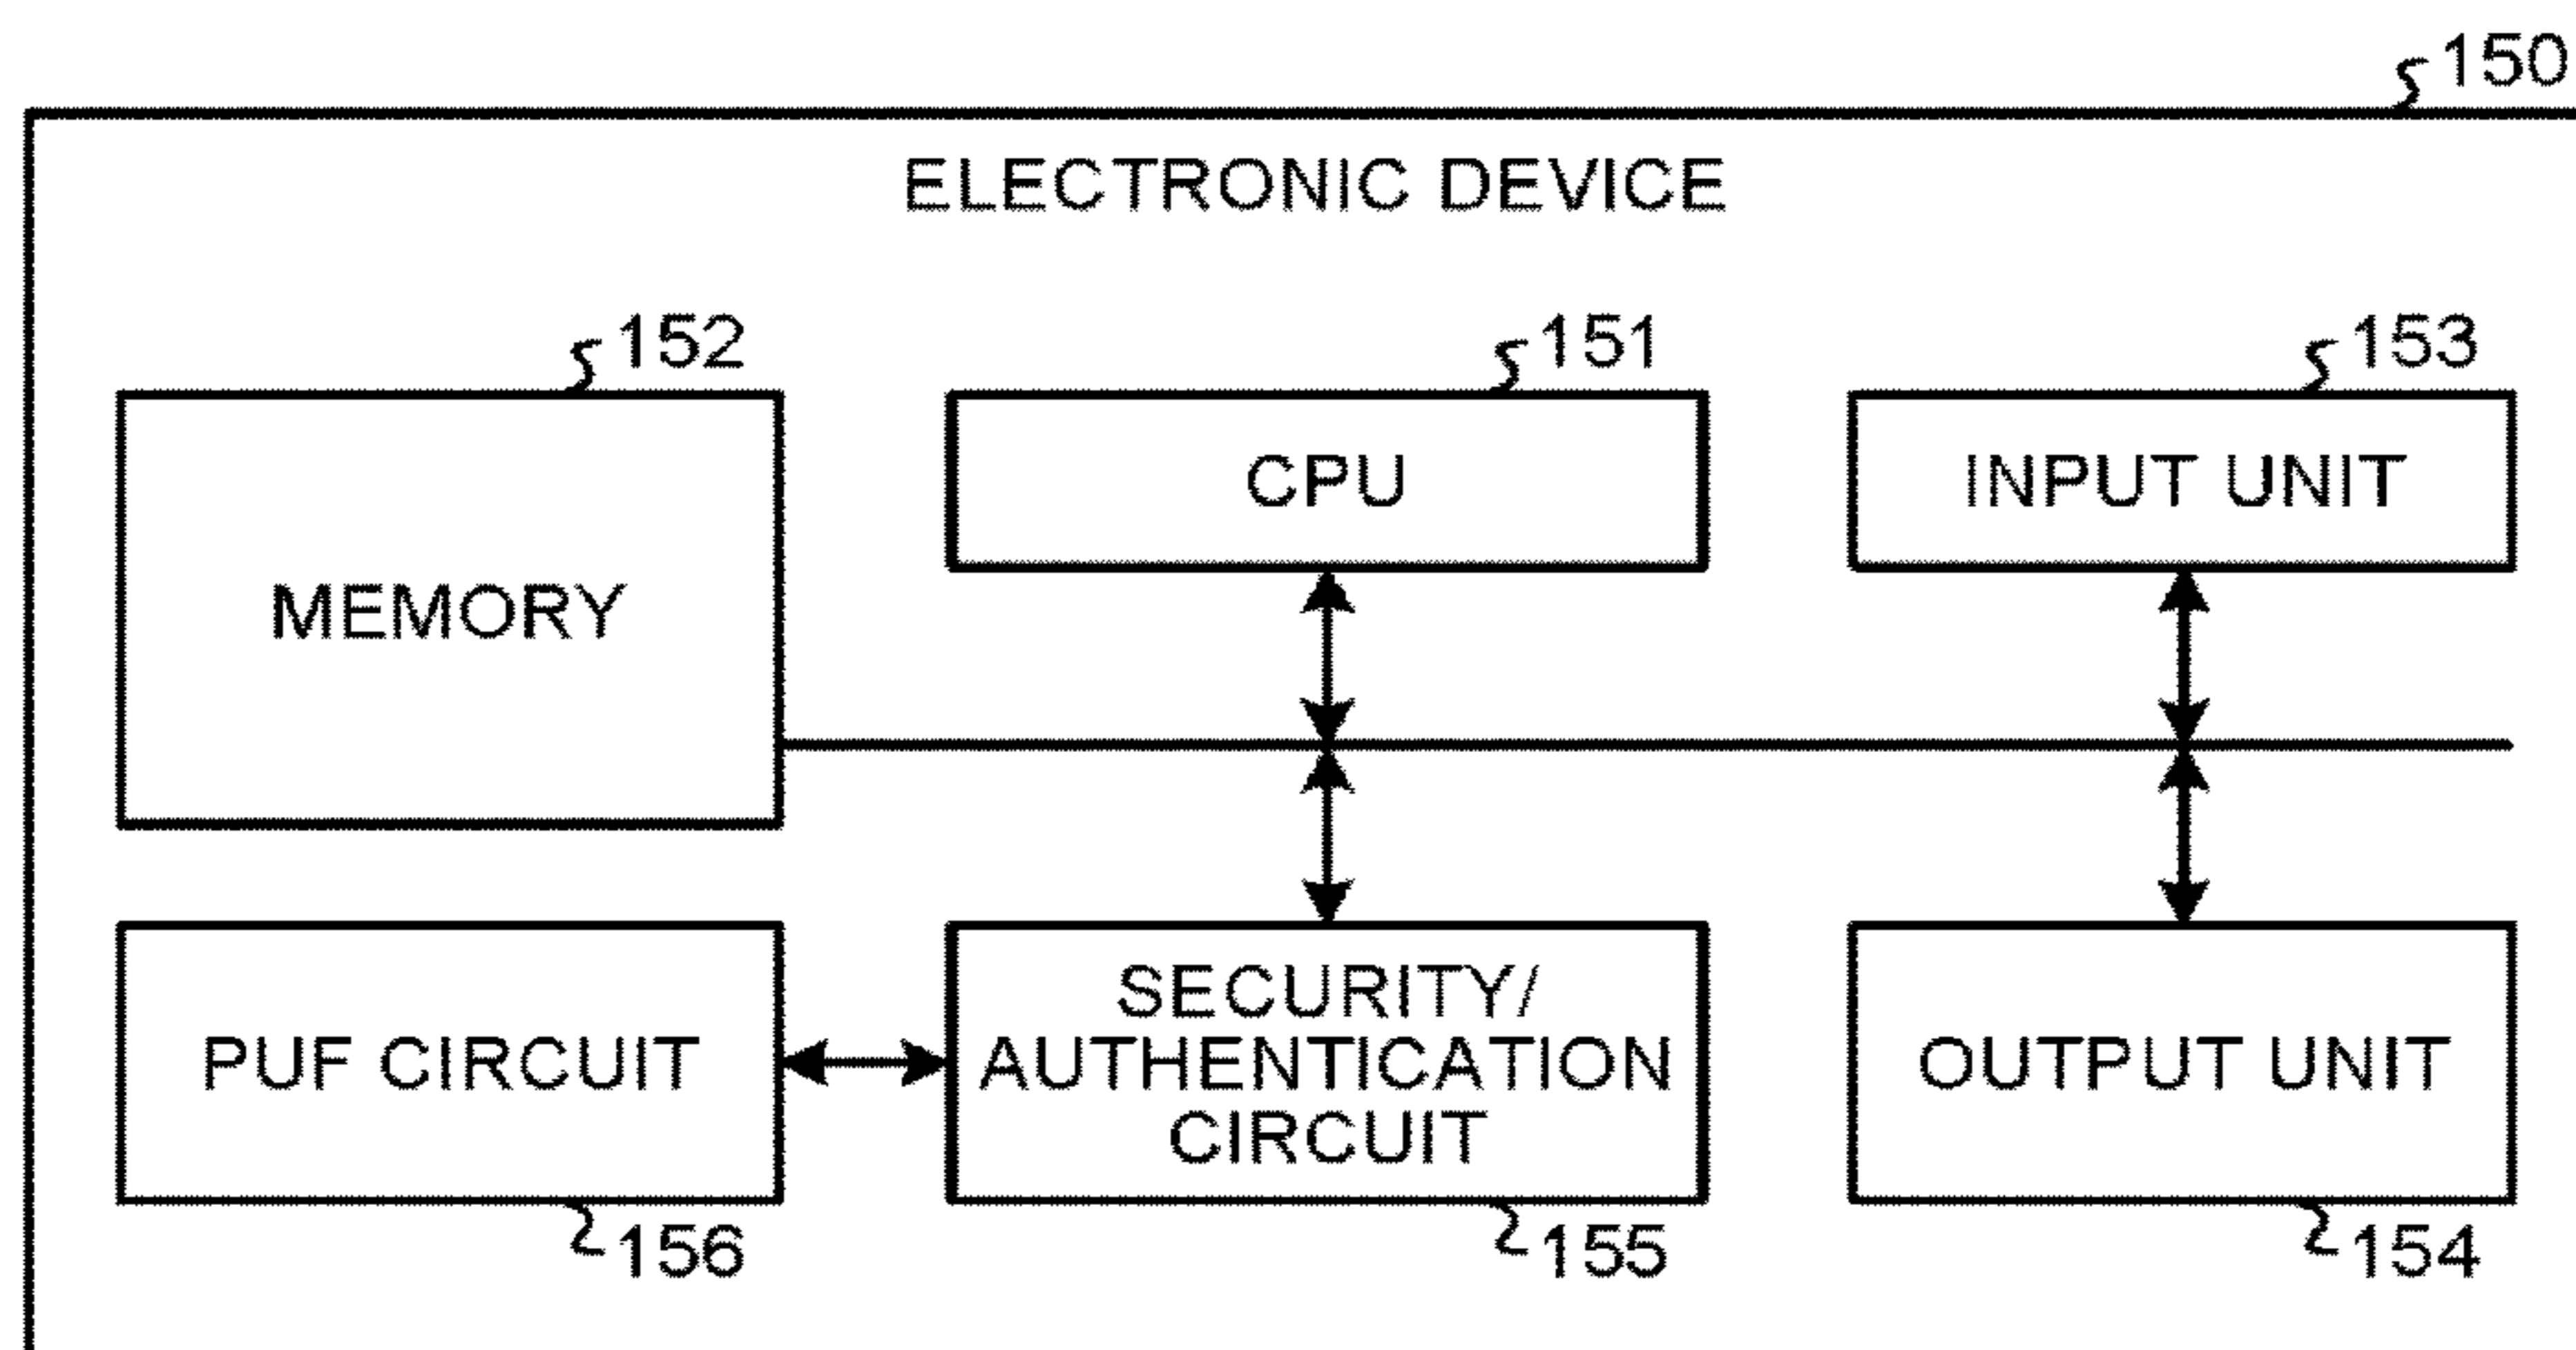 150
ELECTRONIC DEVICE
152
151
153
MEMORY
CPU
INPUT UNIT
PUF CIRCUIT
SECURITY/
AUTHENTICATION
CIRCUIT
OUTPUT UNIT
156
155
154